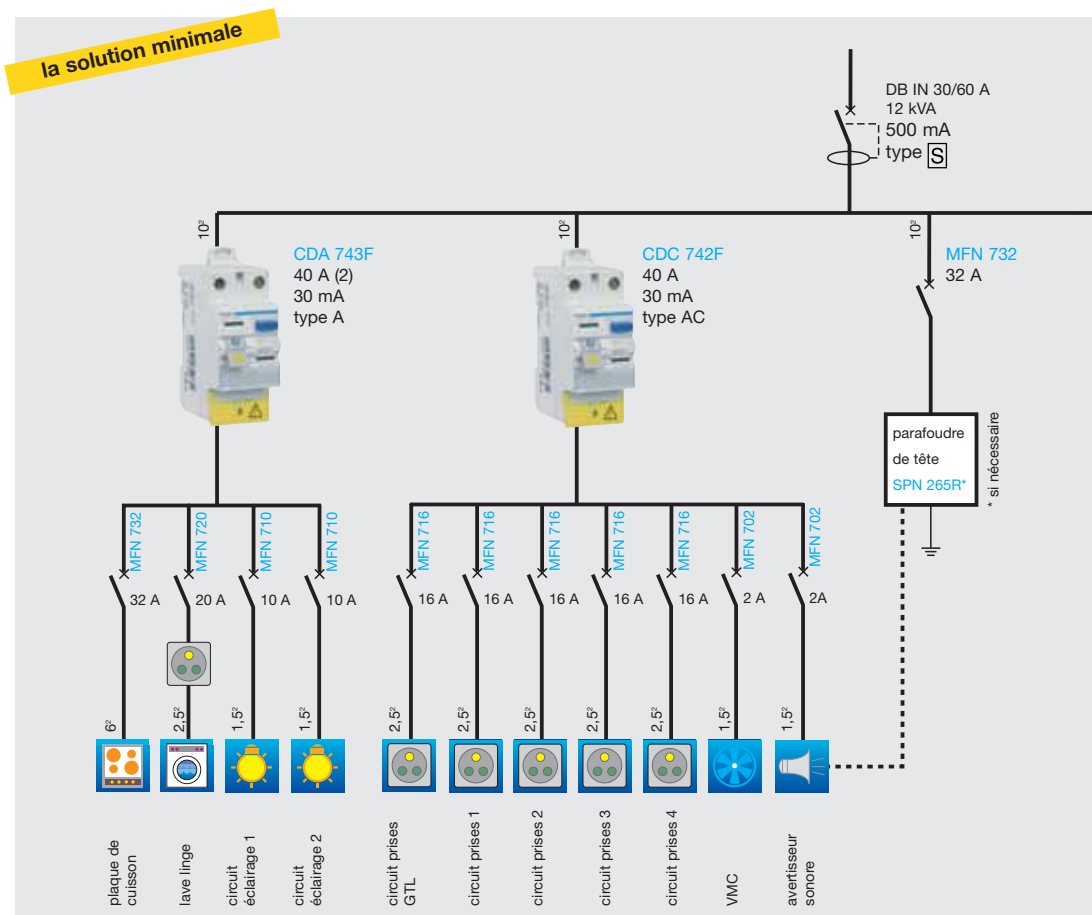 la solution minimale
DB IN 30/60 A
12 kVA
500 mA
type S
10²
CDA 743F
40 A (2)
30 mA
type A
10²
CDC 742F
40 A
30 mA
type AC
10²
MFN 732
32 A
parafoudre
de tête
SPN 265R*
* si nécessaire
MFN 732
MFN 720
MFN 710
MFN 710
MFN 716
MFN 716
MFN 716
MFN 716
MFN 716
MFN 702
MFN 702
32 A
20 A
10 A
10 A
16 A
16 A
16 A
16 A
16 A
2 A
2A
6²
2,5²
1,5²
1,5²
2,5²
2,5²
2,5²
2,5²
2,5²
1,5²
1,5²
plaque de
cuisson
lave linge
circuit
éclairage 1
circuit
éclairage 2
circuit prises
GTL
circuit prises 1
circuit prises 2
circuit prises 3
circuit prises 4
VMC
avertisseur
sonore